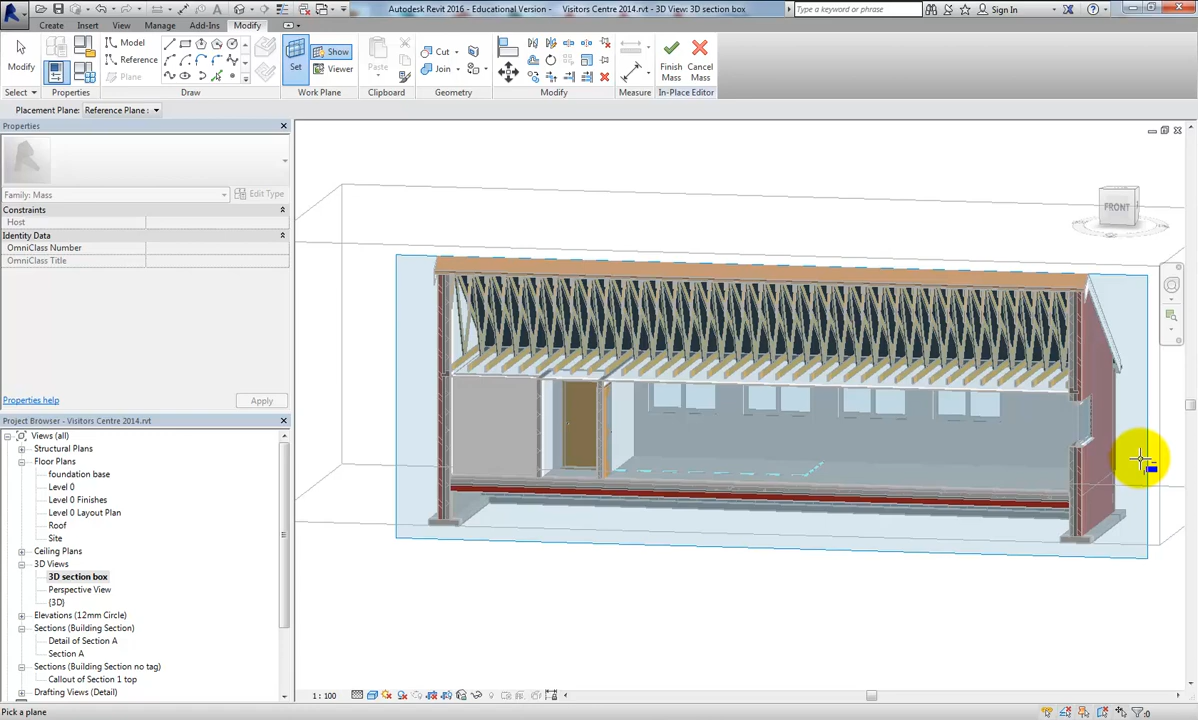 Autodesk Revit 2016 - Educational Version - Visitors Centre 2014.rvt - 3D View: 3D section box
Type a keyword or phrase
Sign In
Create Insert View Manage Add-Ins Modify
Modify
Model
Reference
Plane
Set
Show
Viewer
Paste
Cut
Join
Finish Mass
Cancel Mass
Select Properties Draw Work Plane Clipboard Geometry Modify Measure In-Place Editor
Placement Plane: Reference Plane :
Properties
Family: Mass
Edit Type
Constraints
Host
Identity Data
OmniClass Number
OmniClass Title
Properties help
Apply
Project Browser - Visitors Centre 2014.rvt
Views (all)
Structural Plans
Floor Plans
foundation base
Level 0
Level 0 Finishes
Level 0 Layout Plan
Roof
Site
Ceiling Plans
3D Views
3D section box
Perspective View
{3D}
Elevations (12mm Circle)
Sections (Building Section)
Detail of Section A
Section A
Sections (Building Section no tag)
Callout of Section 1 top
Drafting Views (Detail)
FRONT
1 : 100
Pick a plane
:0